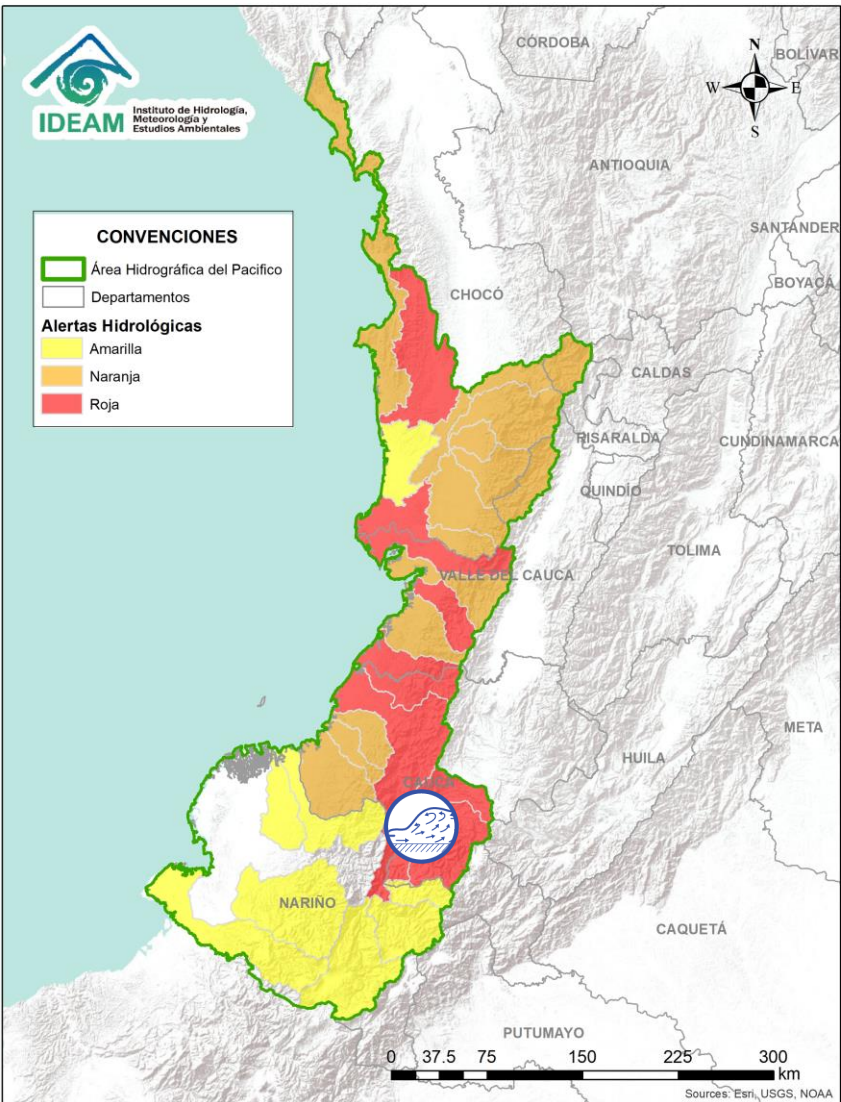 IDEAM
Instituto de Hidrología,
Meteorología y
Estudios Ambientales
N
W
E
S
CÓRDOBA
BOLÍVAR
ANTIOQUIA
SANTANDER
BOYACÁ
CHOCÓ
CONVENCIONES
Área Hidrográfica del Pacifico
Departamentos
Alertas Hidrológicas
Amarilla
Naranja
Roja
CALDAS
RISARALDA
CUNDINAMARCA
QUINDÍO
TOLIMA
VALLE DEL CAUCA
META
HUILA
CAUCA
NARIÑO
CAQUETÁ
PUTUMAYO
0 37.5 75 150 225 300
km
Sources: Esri, USGS, NOAA